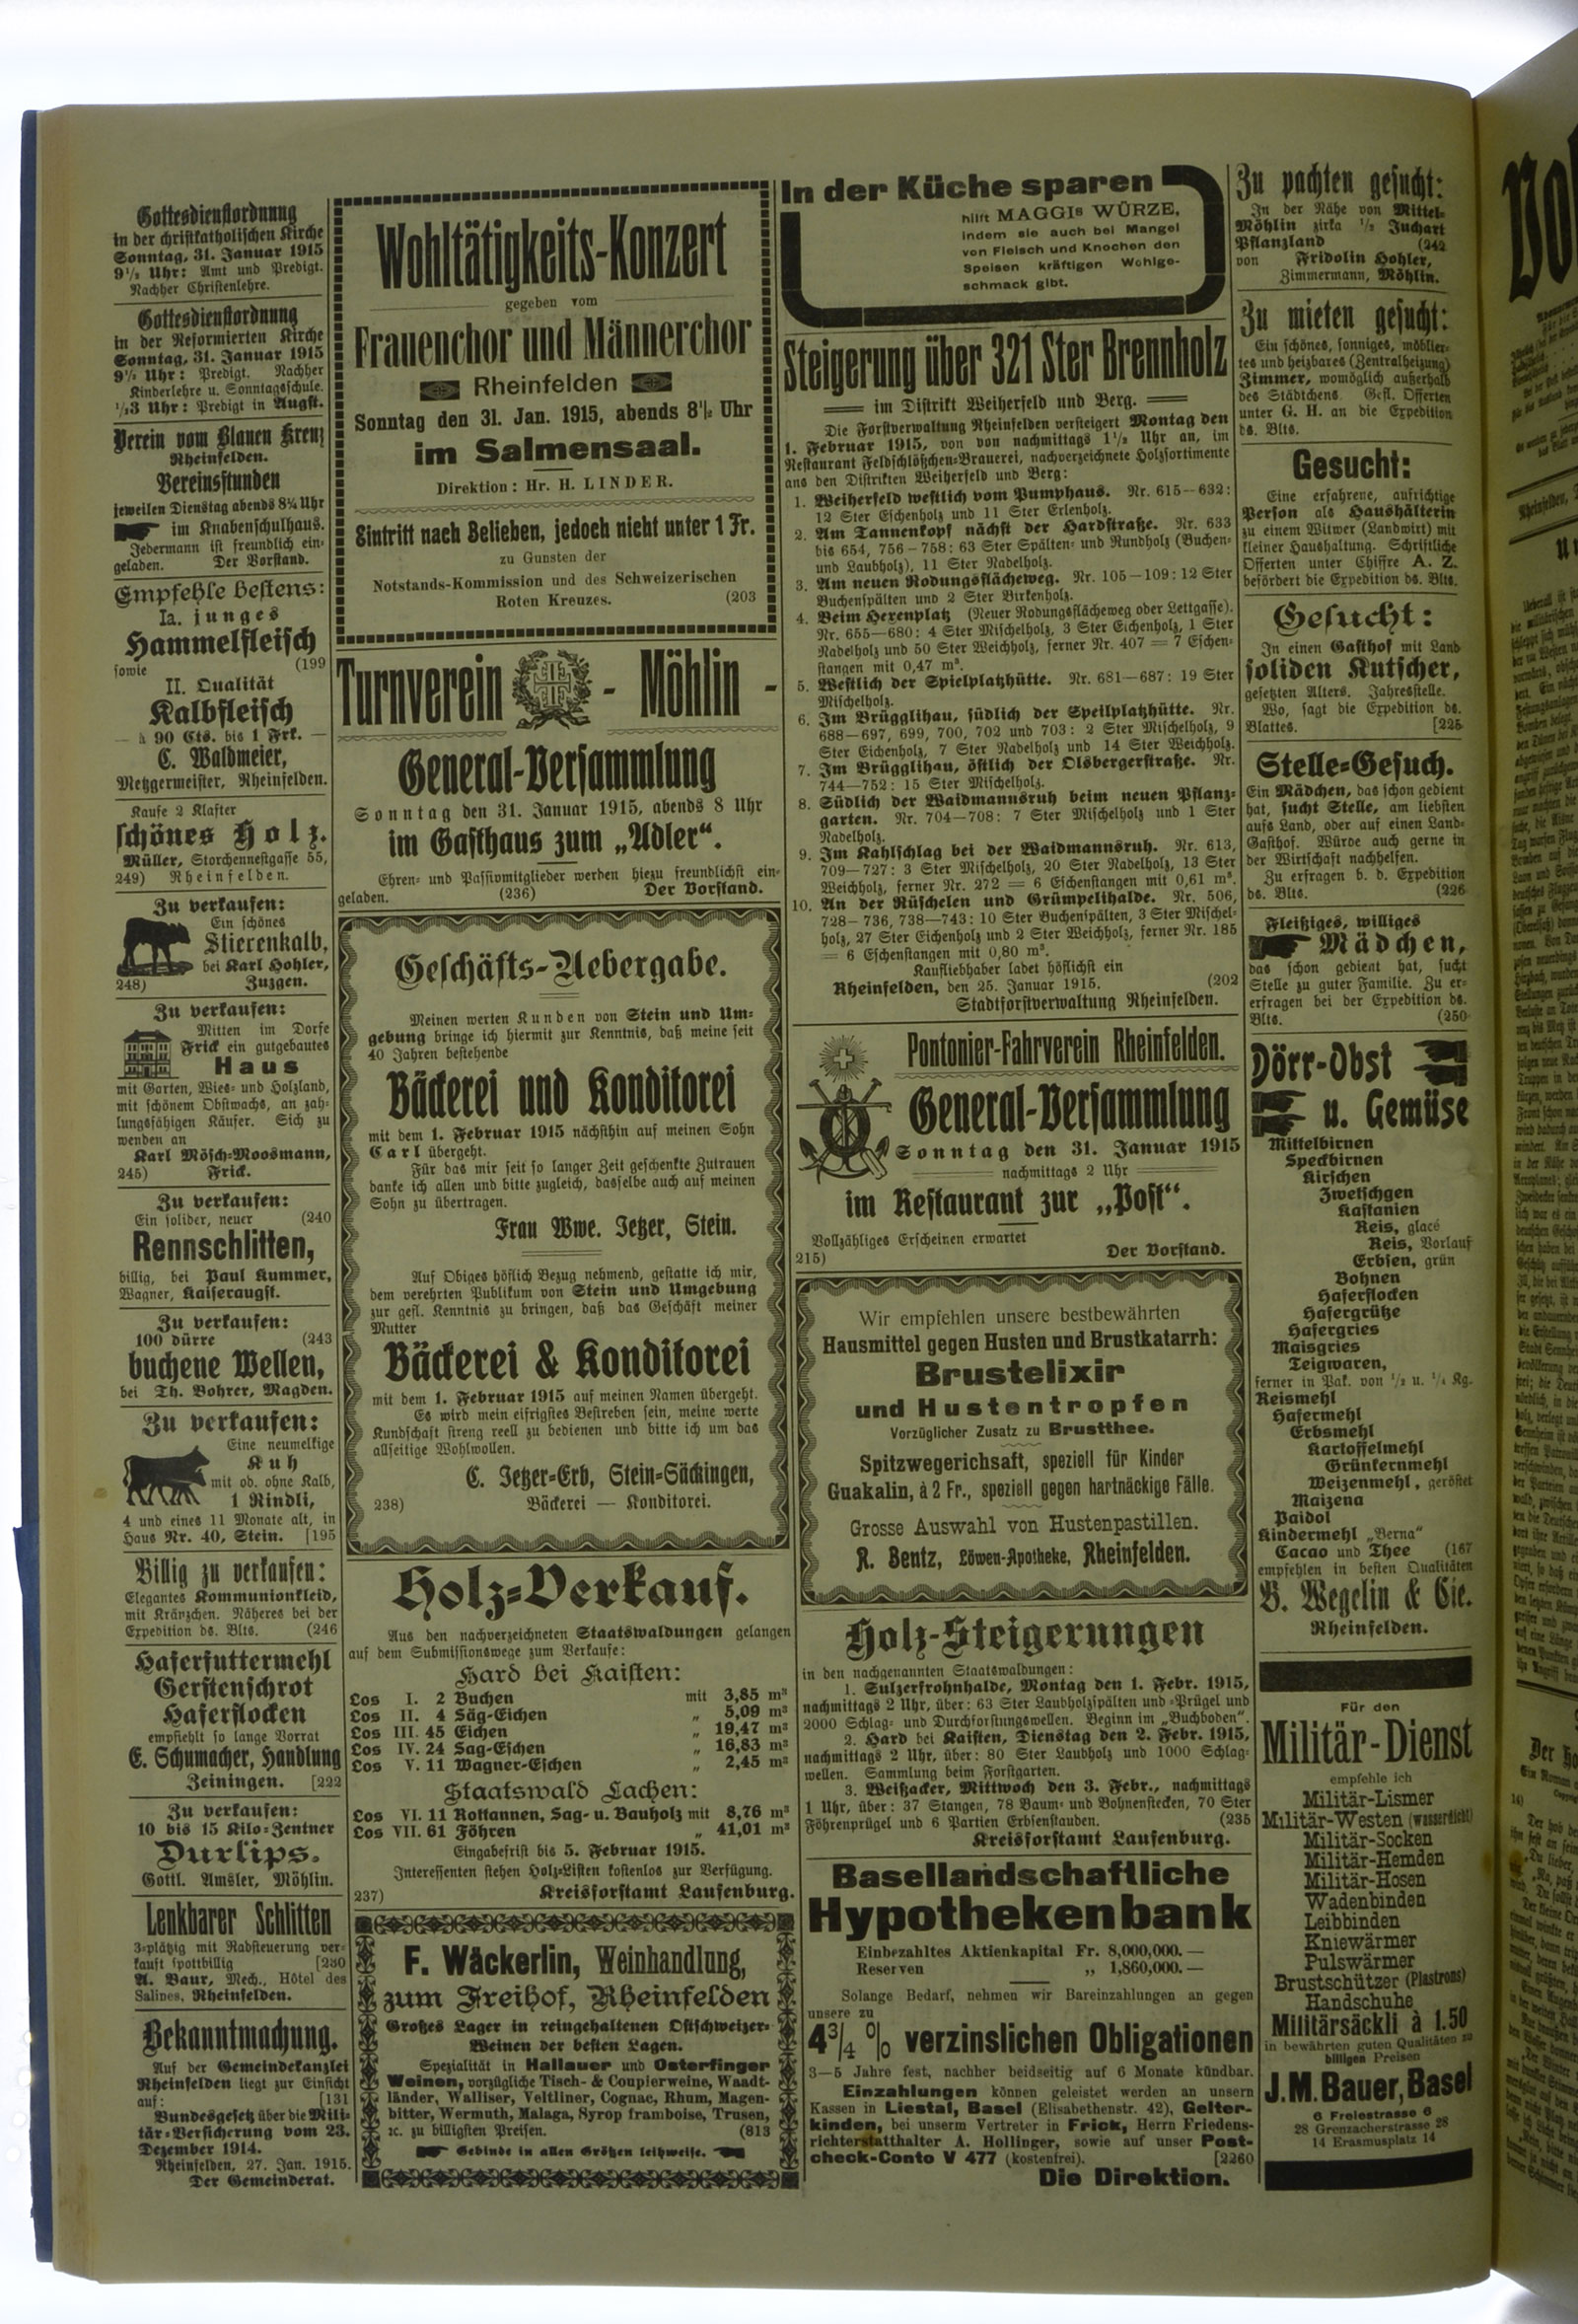 Gottesdienstordnung
in der christkatholischen Kirche
Sonntag, 31. Januar 1915
9½ Uhr: Amt und Predigt.
Nachher Christenlehre.
Gottesdienstordnung
in der Reformierten Kirche
Sonntag, 31. Januar 1915
9½ Uhr: Predigt. Nachher
Kinderlehre u. Sonntagsschule.
½3 Uhr: Predigt in Augst.
Verein vom Blauen Kreuz
Rheinfelden.
Vereinsstunden
jeweilen Dienstag abends 8¼ Uhr
im Knabenschulhaus.
Jedermann ist freundlich ein-
geladen. Der Vorstand.
Empfehle bestens:
Ia. junges
Hammelfleisch
sowie (199
II. Qualität
Kalbfleisch
— à 90 Cts. bis 1 Frk. —
C. Waldmeier,
Metzgermeister, Rheinfelden.
Kaufe 2 Klafter
schönes Holz.
Müller, Storchennestgasse 55,
249) Rheinfelden.
Zu verkaufen:
Ein schönes
Stierenkalb,
bei Karl Hohler,
248) Zuzgen.
Zu verkaufen:
Mitten im Dorfe
Frick ein gutgebautes
Haus
mit Garten, Wies- und Holzland,
mit schönem Obstwachs, an zah-
lungsfähigen Käufer. Sich zu
wenden an
Karl Mösch-Moosmann,
245) Frick.
Zu verkaufen:
Ein solider, neuer (240
Rennschlitten,
billig, bei Paul Kummer,
Wagner, Kaiseraugst.
Zu verkaufen:
100 dürre (243
buchene Wellen,
bei Th. Bohrer, Magden.
Zu verkaufen:
Eine neumelkige
Kuh
mit od. ohne Kalb,
1 Rindli,
4 und eines 11 Monate alt, in
Haus Nr. 40, Stein. [195
Billig zu verkaufen:
Elegantes Kommunionkleid,
mit Kränzchen. Näheres bei der
Expedition ds. Blts. (246
Haferfuttermehl
Gerstenschrot
Haferflocken
empfiehlt so lange Vorrat
E. Schumacher, Handlung
Zeiningen. [222
Zu verkaufen:
10 bis 15 Kilo-Zentner
Durlips.
Gottl. Amsler, Möhlin.
Lenkbarer Schlitten
3-plätzig mit Radsteuerung ver-
kauft spottbillig [230
A. Baur, Mech., Hôtel des
Salines, Rheinfelden.
Bekanntmachung.
Auf der Gemeindekanzlei
Rheinfelden liegt zur Einsicht
auf: [131
Bundesgesetz über die Mili-
tär-Versicherung vom 23.
Dezember 1914.
Rheinfelden, 27. Jan. 1915.
Der Gemeinderat.
Wohltätigkeits-Konzert
gegeben vom
Frauenchor und Männerchor
Rheinfelden
Sonntag den 31. Jan. 1915, abends 8½ Uhr
im Salmensaal.
Direktion: Hr. H. LINDER.
Eintritt nach Belieben, jedoch nicht unter 1 Fr.
zu Gunsten der
Notstands-Kommission und des Schweizerischen
Roten Kreuzes. (203
Turnverein - Möhlin -
General-Versammlung
Sonntag den 31. Januar 1915, abends 8 Uhr
im Gasthaus zum „Adler“.
Ehren- und Passivmitglieder werden hiezu freundlichst ein-
geladen. (236) Der Vorstand.
Geschäfts-Uebergabe.
Meinen werten Kunden von Stein und Um-
gebung bringe ich hiermit zur Kenntnis, daß meine seit
40 Jahren bestehende
Bäckerei und Konditorei
mit dem 1. Februar 1915 nächsthin auf meinen Sohn
Carl übergeht.
Für das mir seit so langer Zeit geschenkte Zutrauen
danke ich allen und bitte zugleich, dasselbe auch auf meinen
Sohn zu übertragen.
Frau Wwe. Jetzer, Stein.
Auf Obiges höflich Bezug nehmend, gestatte ich mir,
dem verehrten Publikum von Stein und Umgebung
zur gefl. Kenntnis zu bringen, daß das Geschäft meiner
Mutter
Bäckerei & Konditorei
mit dem 1. Februar 1915 auf meinen Namen übergeht.
Es wird mein eifrigstes Bestreben sein, meine werte
Kundschaft streng reell zu bedienen und bitte ich um das
allseitige Wohlwollen.
C. Jetzer-Erb, Stein-Säckingen,
238) Bäckerei — Konditorei.
Holz-Verkauf.
Aus den nachverzeichneten Staatswaldungen gelangen
auf dem Submissionswege zum Verkaufe:
Hard bei Kaisten:
Los I. 2 Buchen mit 3,85 m³
Los II. 4 Säg-Eichen „ 5,09 m³
Los III. 45 Eichen „ 19,47 m³
Los IV. 24 Sag-Eschen „ 16,83 m³
Los V. 11 Wagner-Eschen „ 2,45 m³
Staatswald Lachen:
Los VI. 11 Rottannen, Sag- u. Bauholz mit 8,76 m³
Los VII. 61 Föhren „ 41,01 m³
Eingabefrist bis 5. Februar 1915.
Interessenten stehen Holz-Listen kostenlos zur Verfügung.
237) Kreisforstamt Laufenburg.
F. Wäckerlin, Weinhandlung,
zum Freihof, Rheinfelden
Großes Lager in reingehaltenen Ostschweizer-
Weinen der besten Lagen.
Spezialität in Hallauer und Osterfinger
Weinen, vorzügliche Tisch- & Coupierweine, Waadt-
länder, Walliser, Veltliner, Cognac, Rhum, Magen-
bitter, Wermuth, Malaga, Syrop framboise, Trusen,
ꝛc. zu billigsten Preisen. (813
Gebinde in allen Größen leihweise.
In der Küche sparen
hilft MAGGIs WÜRZE,
indem sie auch bei Mangel
von Fleisch und Knochen den
Speisen kräftigen Wohlge-
schmack gibt.
Steigerung über 321 Ster Brennholz
im Distrikt Weiherfeld und Berg.
Die Forstverwaltung Rheinfelden versteigert Montag den
1. Februar 1915, von von nachmittags 1½ Uhr an, im
Restaurant Feldschlößchen-Brauerei, nachverzeichnete Holzsortimente
aus den Distrikten Weiherfeld und Berg:
1. Weiherfeld westlich vom Pumphaus. Nr. 615—632:
12 Ster Eschenholz und 11 Ster Erlenholz.
2. Am Tannenkopf nächst der Hardstraße. Nr. 633
bis 654, 756—758: 63 Ster Spälten- und Rundholz (Buchen-
und Laubholz), 11 Ster Nadelholz.
3. Am neuen Rodungsflächeweg. Nr. 105—109: 12 Ster
Buchenspälten und 2 Ster Birkenholz.
4. Beim Hexenplatz (Neuer Rodungsflächeweg oder Lettgasse).
Nr. 655—680: 4 Ster Mischelholz, 3 Ster Eichenholz, 1 Ster
Nadelholz und 50 Ster Weichholz, ferner Nr. 407 = 7 Eschen-
stangen mit 0,47 m³.
5. Westlich der Spielplatzhütte. Nr. 681—687: 19 Ster
Mischelholz.
6. Im Brügglihau, südlich der Speilplatzhütte. Nr.
688—697, 699, 700, 702 und 703: 2 Ster Mischelholz, 9
Ster Eichenholz, 7 Ster Nadelholz und 14 Ster Weichholz.
7. Im Brügglihau, östlich der Olsbergerstraße. Nr.
744—752: 15 Ster Mischelholz.
8. Südlich der Waidmannsruh beim neuen Pflanz-
garten. Nr. 704—708: 7 Ster Mischelholz und 1 Ster
Nadelholz.
9. Im Kahlschlag bei der Waidmannsruh. Nr. 613,
709—727: 3 Ster Mischelholz, 20 Ster Nadelholz, 13 Ster
Weichholz, ferner Nr. 272 = 6 Eschenstangen mit 0,61 m³.
10. An der Rüschelen und Grümpelihalde. Nr. 506,
728—736, 738—743: 10 Ster Buchenspälten, 3 Ster Mischel-
holz, 27 Ster Eichenholz und 2 Ster Weichholz, ferner Nr. 185
= 6 Eschenstangen mit 0,80 m³.
Kaufliebhaber ladet höflichst ein
Rheinfelden, den 25. Januar 1915. (202
Stadtforstverwaltung Rheinfelden.
Pontonier-Fahrverein Rheinfelden.
General-Versammlung
Sonntag den 31. Januar 1915
nachmittags 2 Uhr
im Restaurant zur „Post“.
Vollzähliges Erscheinen erwartet
215) Der Vorstand.
Wir empfehlen unsere bestbewährten
Hausmittel gegen Husten und Brustkatarrh:
Brustelixir
und Hustentropfen
Vorzüglicher Zusatz zu Brustthee.
Spitzwegerichsaft, speziell für Kinder
Guakalin, à 2 Fr., speziell gegen hartnäckige Fälle.
Grosse Auswahl von Hustenpastillen.
R. Bentz, Löwen-Apotheke, Rheinfelden.
Holz-Steigerungen
in den nachgenannten Staatswaldungen:
1. Sulzerfrohnhalde, Montag den 1. Febr. 1915,
nachmittags 2 Uhr, über: 63 Ster Laubholzspälten und -Prügel und
2000 Schlag- und Durchforstungswellen. Beginn im „Buchboden“.
2. Hard bei Kaisten, Dienstag den 2. Febr. 1915,
nachmittags 2 Uhr, über: 80 Ster Laubholz und 1000 Schlag-
wellen. Sammlung beim Forstgarten.
3. Weißacker, Mittwoch den 3. Febr., nachmittags
1 Uhr, über: 37 Stangen, 78 Baum- und Bohnenstecken, 70 Ster
Föhrenprügel und 6 Partien Erbsenstauden. (235
Kreisforstamt Laufenburg.
Basellandschaftliche
Hypothekenbank
Einbezahltes Aktienkapital Fr. 8,000,000.—
Reserven „ 1,860,000.—
Solange Bedarf, nehmen wir Bareinzahlungen an gegen
unsere zu
4¾ % verzinslichen Obligationen
3—5 Jahre fest, nachher beidseitig auf 6 Monate kündbar.
Einzahlungen können geleistet werden an unsern
Kassen in Liestal, Basel (Elisabethenstr. 42), Gelter-
kinden, bei unserm Vertreter in Frick, Herrn Friedens-
richterstatthalter A. Hollinger, sowie auf unser Post-
check-Conto V 477 (kostenfrei). [2260
Die Direktion.
Zu pachten gesucht:
In der Nähe von Mittel-
Möhlin zirka ½ Juchart
Pflanzland (242
von Fridolin Hohler,
Zimmermann, Möhlin.
Zu mieten gesucht:
Ein schönes, sonniges, möblier-
tes und heizbares (Zentralheizung)
Zimmer, womöglich außerhalb
des Städtchens. Gefl. Offerten
unter G. H. an die Expedition
ds. Blts.
Gesucht:
Eine erfahrene, aufrichtige
Person als Haushälterin
zu einem Witwer (Landwirt) mit
kleiner Haushaltung. Schriftliche
Offerten unter Chiffre A. Z.
befördert die Expedition ds. Blts.
Gesucht:
In einen Gasthof mit Land
soliden Kutscher,
gesetzten Alters. Jahresstelle.
Wo, sagt die Expedition ds.
Blattes. [225
Stelle-Gesuch.
Ein Mädchen, das schon gedient
hat, sucht Stelle, am liebsten
aufs Land, oder auf einen Land-
Gasthof. Würde auch gerne in
der Wirtschaft nachhelfen.
Zu erfragen b. d. Expedition
ds. Blts. (226
Fleißiges, williges
Mädchen,
das schon gedient hat, sucht
Stelle zu guter Familie. Zu er-
erfragen bei der Expedition ds.
Blts. (250
Dörr-Obst
u. Gemüse
Mittelbirnen
Speckbirnen
Kirschen
Zwetschgen
Kastanien
Reis, glacé
Reis, Vorlauf
Erbsen, grün
Bohnen
Haferflocken
Hafergrütze
Hafergries
Maisgries
Teigwaren,
ferner in Pak. von ½ u. ¼ Kg.
Reismehl
Hafermehl
Erbsmehl
Kartoffelmehl
Grünkernmehl
Weizenmehl, geröstet
Maizena
Paidol
Kindermehl „Berna“
Cacao und Thee (167
empfehlen in besten Qualitäten
B. Wegelin & Cie.
Rheinfelden.
Für den
Militär-Dienst
empfehle ich
Militär-Lismer
Militär-Westen (wasserdicht)
Militär-Socken
Militär-Hemden
Militär-Hosen
Wadenbinden
Leibbinden
Kniewärmer
Pulswärmer
Brustschützer (Plastrons)
Handschuhe
Militärsäckli à 1.50
in bewährten guten Qualitäten zu
billigen Preisen
J. M. Bauer, Basel
6 Freiestrasse 6
28 Grenzacherstrasse 28
14 Erasmusplatz 14